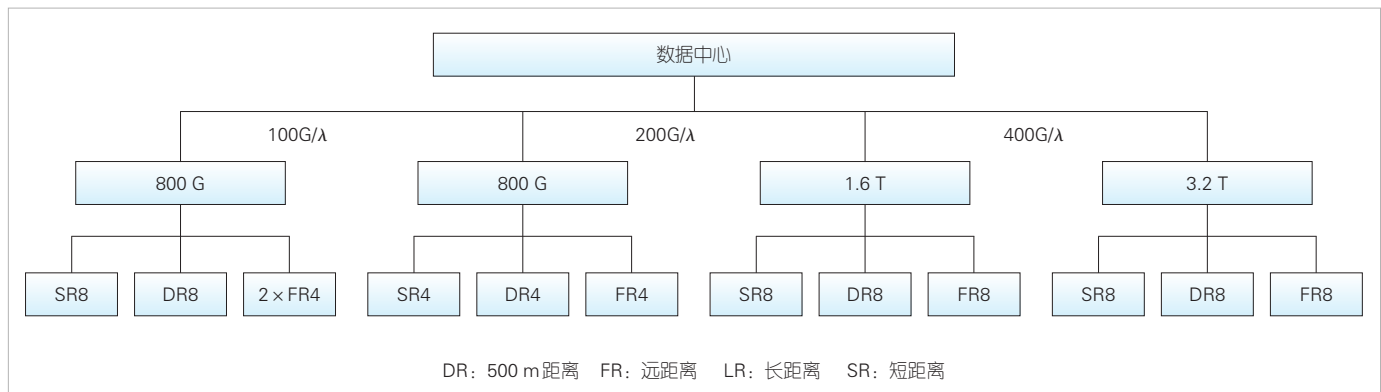 数据中心
100G/λ 200G/λ 400G/λ
800 G 800 G 1.6 T 3.2 T
SR8 DR8 2×FR4 SR4 DR4 FR4 SR8 DR8 FR8 SR8 DR8 FR8
DR：500 m距离 FR：远距离 LR：长距离 SR：短距离